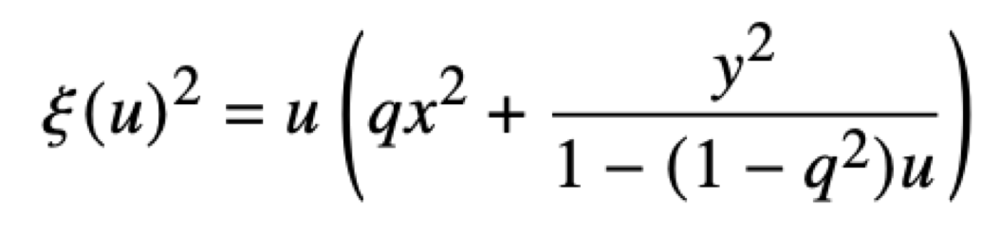 ξ(u)² = u ( qx² + y² / (1 − (1 − q²)u) )